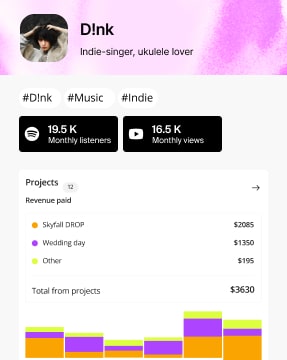 D!nk
Indie-singer, ukulele lover
#D!nk #Music #Indie
19.5 K
Monthly listeners
16.5 K
Monthly views
Projects 12
Revenue paid
Skyfall DROP $2085
Wedding day $1350
Other $195
Total from projects $3630